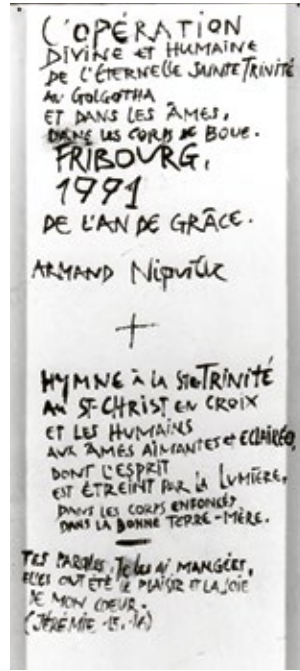 L'OPÉRATION
DIVINE ET HUMAINE
DE L'ÉTERNELLE SAINTE TRINITÉ
AU GOLGOTHA
ET DANS LES ÂMES,
DANS LES CORPS DE BOUE.
FRIBOURG,
1991
DE L'AN DE GRÂCE.
ARMAND Niquille
HYMNE À LA Ste TRINITÉ
AU St-CHRIST EN CROIX
ET LES HUMAINS
AUX ÂMES AIMANTES et ECLAIRÉES,
DONT L'ESPRIT
EST ÉTREINT PAR LA LUMIÈRE,
DANS LES CORPS ENFONCÉS
DANS LA BONNE TERRE-MÈRE.
TES PAROLES, Je les ai MANGÉES,
ELLES ONT ÉTÉ LE PLAISIR ET LA JOIE
DE MON COEUR.
(JÉRÉMIE 15, 16)